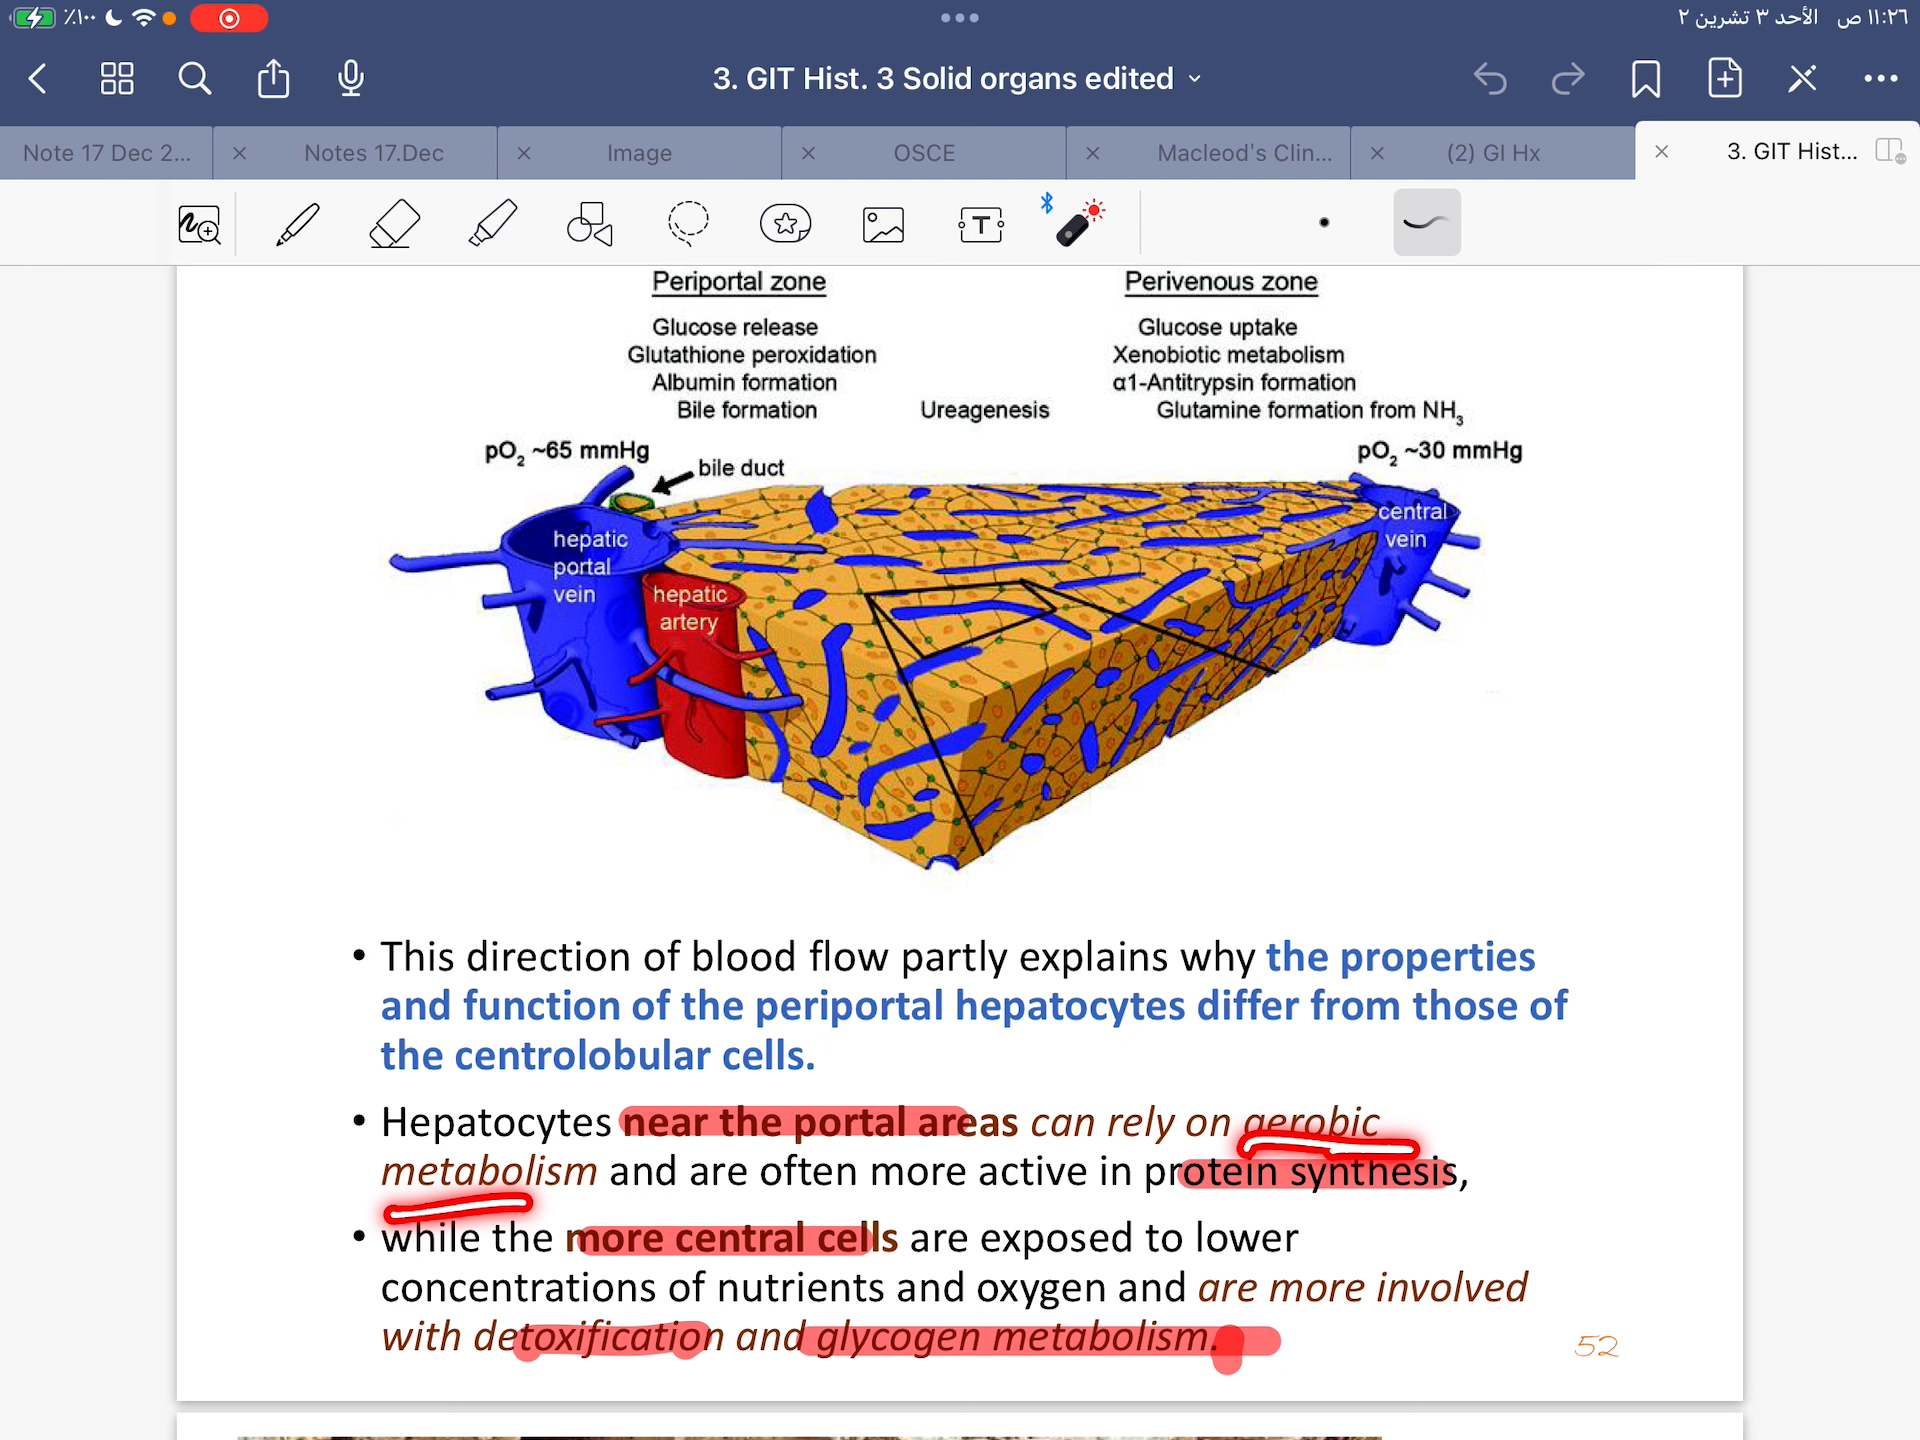 ٪١٠٠
الأحد ٣ تشرين ٢ ١١:٢٦ ص
3. GIT Hist. 3 Solid organs edited
Note 17 Dec 2...
Notes 17.Dec
Image
OSCE
Macleod's Clin...
(2) GI Hx
3. GIT Hist...
Periportal zone
Glucose release
Glutathione peroxidation
Albumin formation
Bile formation
Ureagenesis
Perivenous zone
Glucose uptake
Xenobiotic metabolism
α1-Antitrypsin formation
Glutamine formation from NH₃
pO₂ ~65 mmHg
pO₂ ~30 mmHg
bile duct
hepatic
portal
vein
hepatic
artery
central
vein
• This direction of blood flow partly explains why the properties
and function of the periportal hepatocytes differ from those of
the centrolobular cells.
• Hepatocytes near the portal areas can rely on aerobic
metabolism and are often more active in protein synthesis,
• while the more central cells are exposed to lower
concentrations of nutrients and oxygen and are more involved
with detoxification and glycogen metabolism.
52